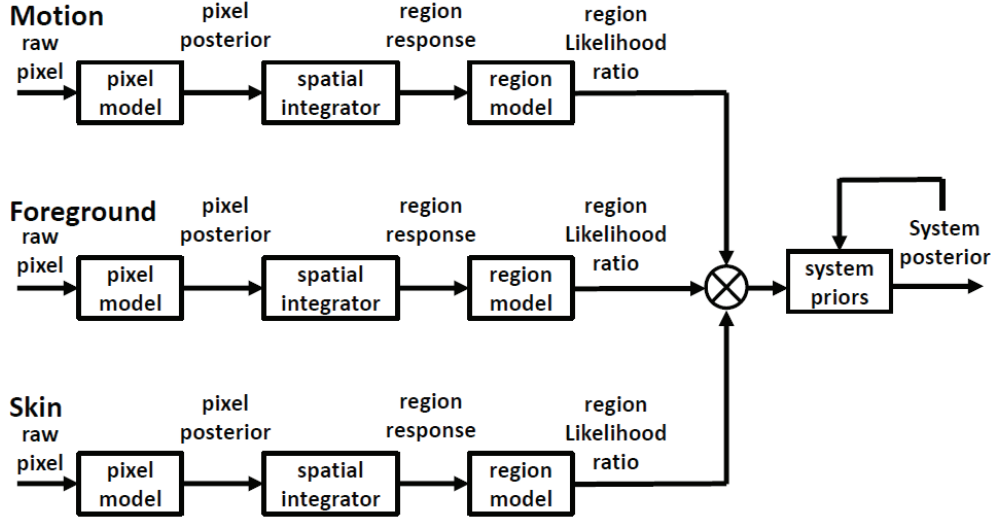 Motion
raw
pixel
pixel
model
pixel
posterior
spatial
integrator
region
response
region
model
region
Likelihood
ratio
Foreground
raw
pixel
pixel
model
pixel
posterior
spatial
integrator
region
response
region
model
region
Likelihood
ratio
system
priors
System
posterior
Skin
raw
pixel
pixel
model
pixel
posterior
spatial
integrator
region
response
region
model
region
Likelihood
ratio